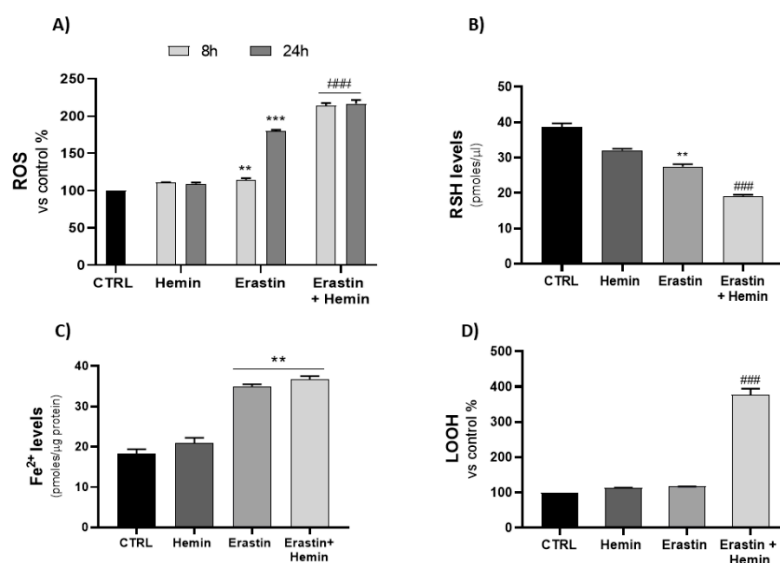 A)
8h 24h
ROS
vs control %
250
200
150
100
50
0
**
***
####
CTRL Hemin Erastin Erastin
+ Hemin
B)
RSH levels
(pmoles/µl)
50
40
30
20
10
0
**
###
CTRL Hemin Erastin Erastin
+ Hemin
C)
Fe²⁺ levels
(pmoles/µg protein)
40
30
20
10
0
**
CTRL Hemin Erastin Erastin+
Hemin
D)
LOOH
vs control %
500
400
300
200
100
0
###
CTRL Hemin Erastin Erastin +
Hemin